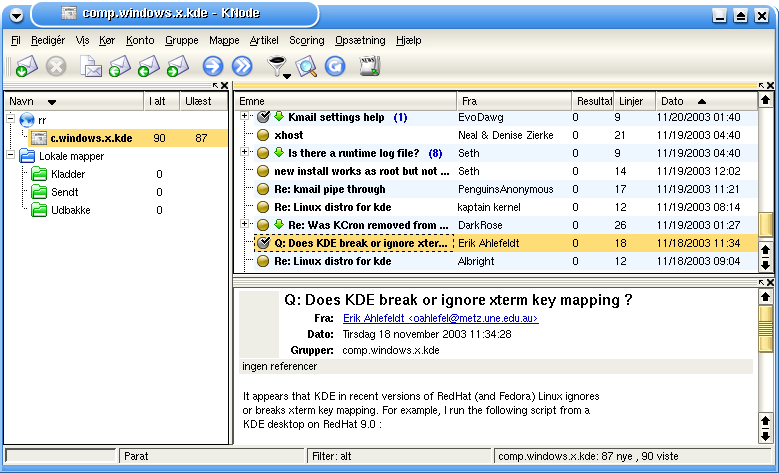 comp.windows.x.kde - KNode
Fil Redigér Vis Kør Konto Gruppe Mappe Artikel Scoring Opsætning Hjælp
NEWS
Navn I alt Ulæst
rr
c.windows.x.kde 90 87
Lokale mapper
Kladder 0
Sendt 0
Udbakke 0
Emne Fra Resultat Linjer Dato
Kmail settings help (1) EvoDawg 0 9 11/20/2003 01:40
xhost Neal & Denise Zierke 0 21 11/19/2003 04:40
Is there a runtime log file? (8) Seth 0 9 11/19/2003 04:40
new install works as root but not ... Seth 0 14 11/19/2003 12:02
Re: kmail pipe through PenguinsAnonymous 0 17 11/19/2003 11:21
Re: Linux distro for kde kaptain kernel 0 12 11/19/2003 08:14
Re: Was KCron removed from ... DarkRose 0 26 11/19/2003 01:27
Q: Does KDE break or ignore xter... Erik Ahlefeldt 0 18 11/18/2003 11:34
Re: Linux distro for kde Albright 0 12 11/18/2003 09:04
Q: Does KDE break or ignore xterm key mapping ?
Fra: Erik Ahlefeldt <oahlefel@metz.une.edu.au>
Dato: Tirsdag 18 november 2003 11:34:28
Grupper: comp.windows.x.kde
ingen referencer
It appears that KDE in recent versions of RedHat (and Fedora) Linux ignores
or breaks xterm key mapping. For example, I run the following script from a
KDE desktop on RedHat 9.0 :
Parat Filter: alt comp.windows.x.kde: 87 nye , 90 viste